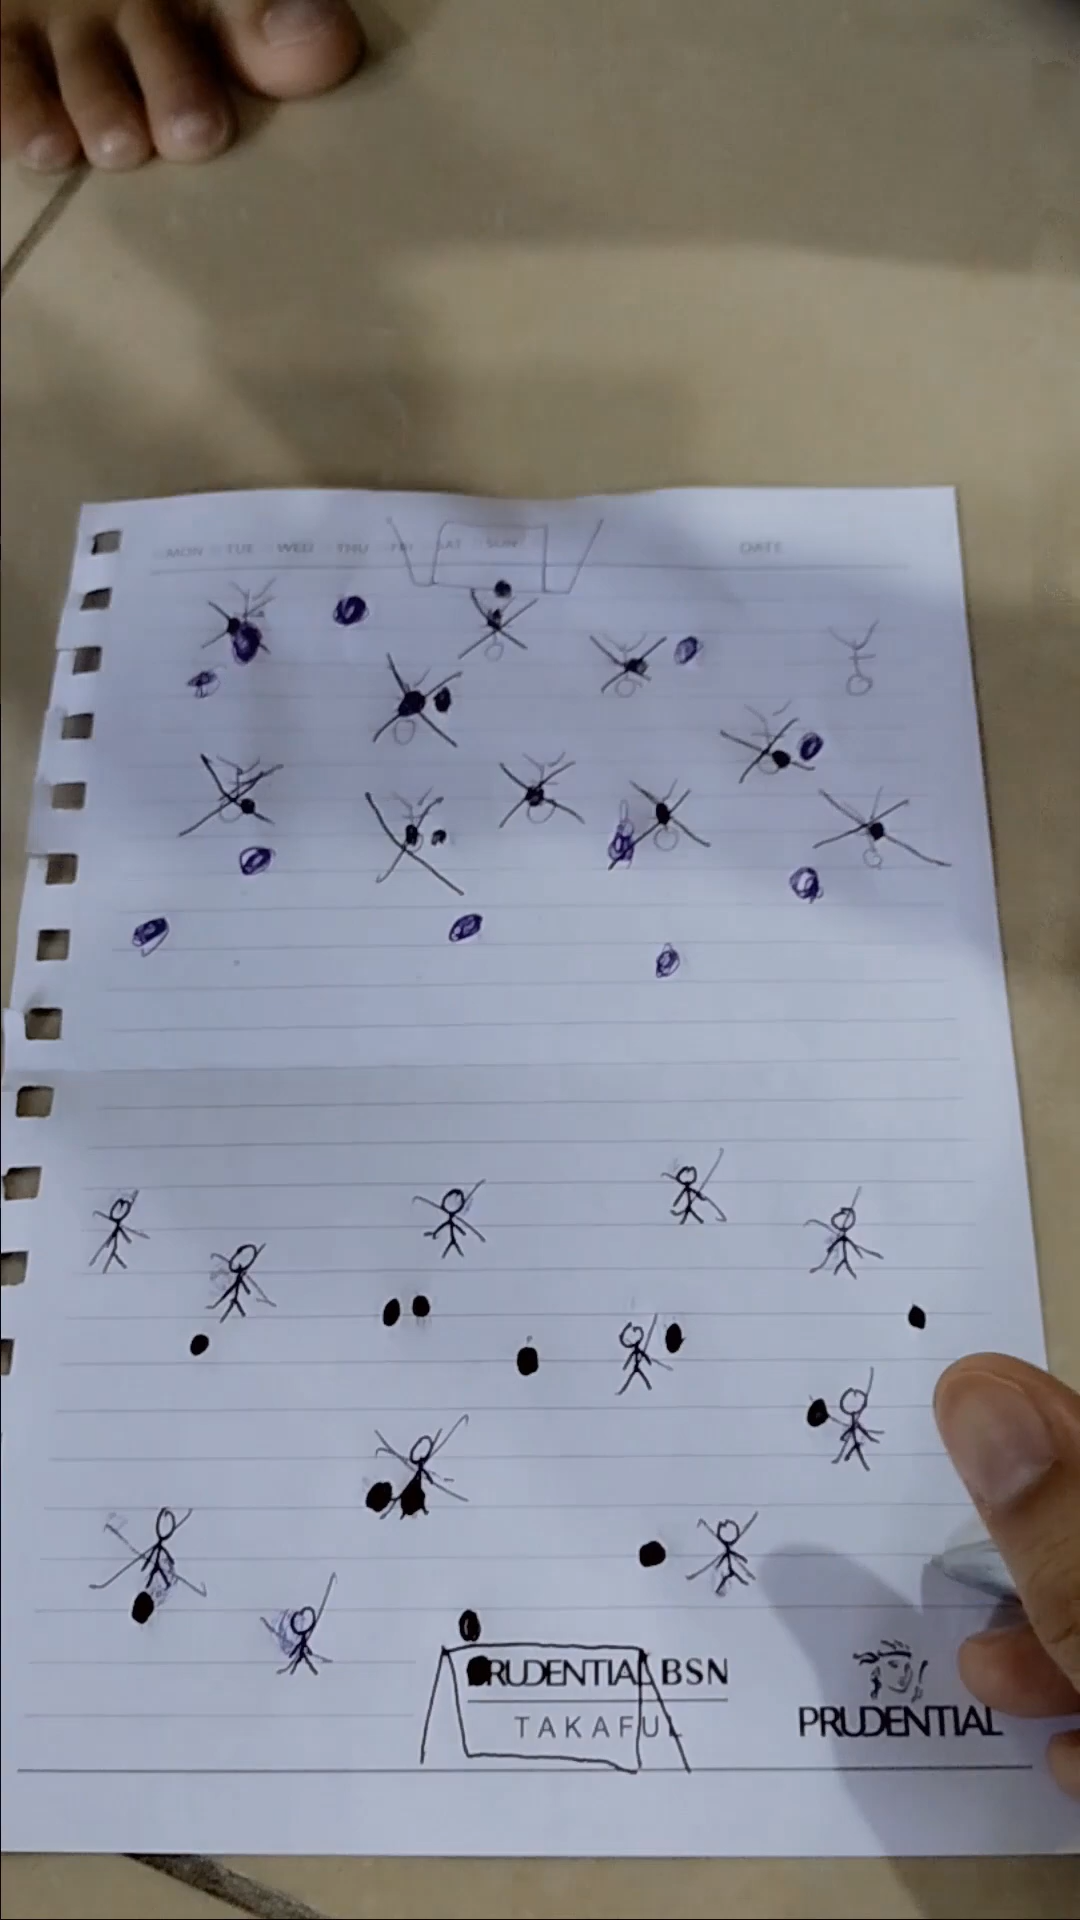 MON TUE WED THU FRI SAT SUN DATE
PRUDENTIAL BSN
TAKAFUL
PRUDENTIAL